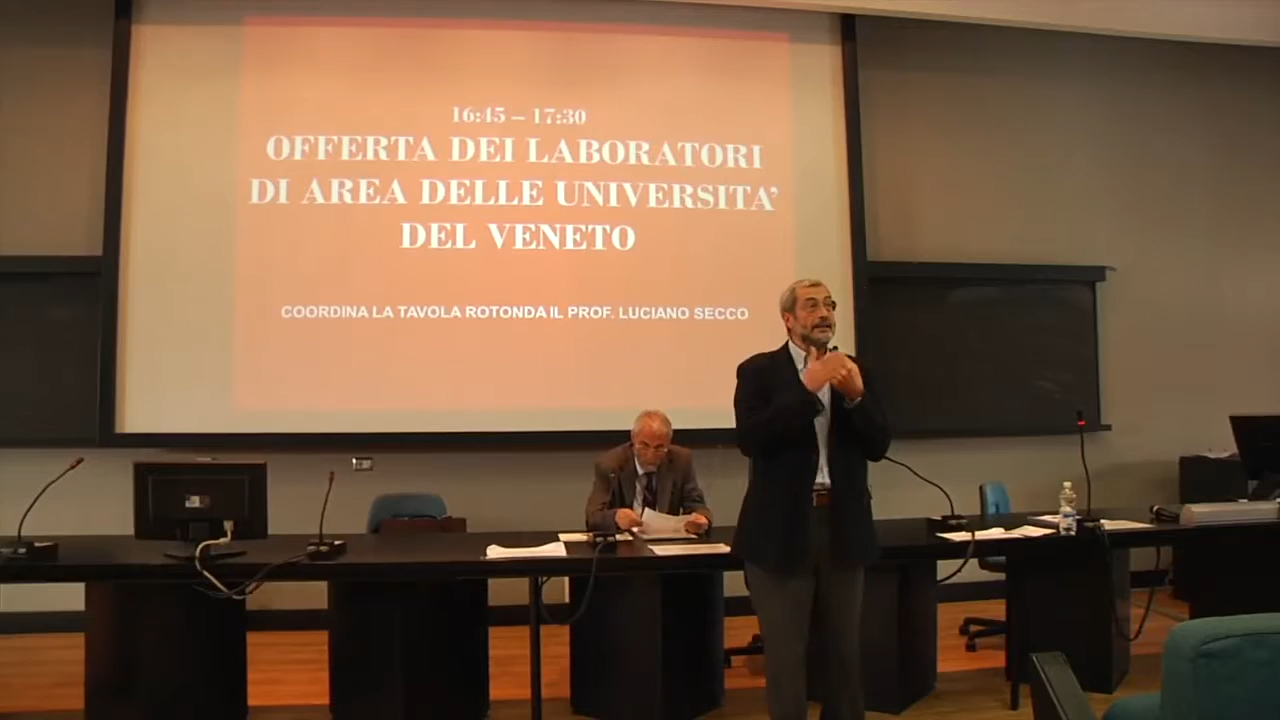 16:45 – 17:30
OFFERTA DEI LABORATORI
DI AREA DELLE UNIVERSITA’
DEL VENETO
COORDINA LA TAVOLA ROTONDA IL PROF. LUCIANO SECCO